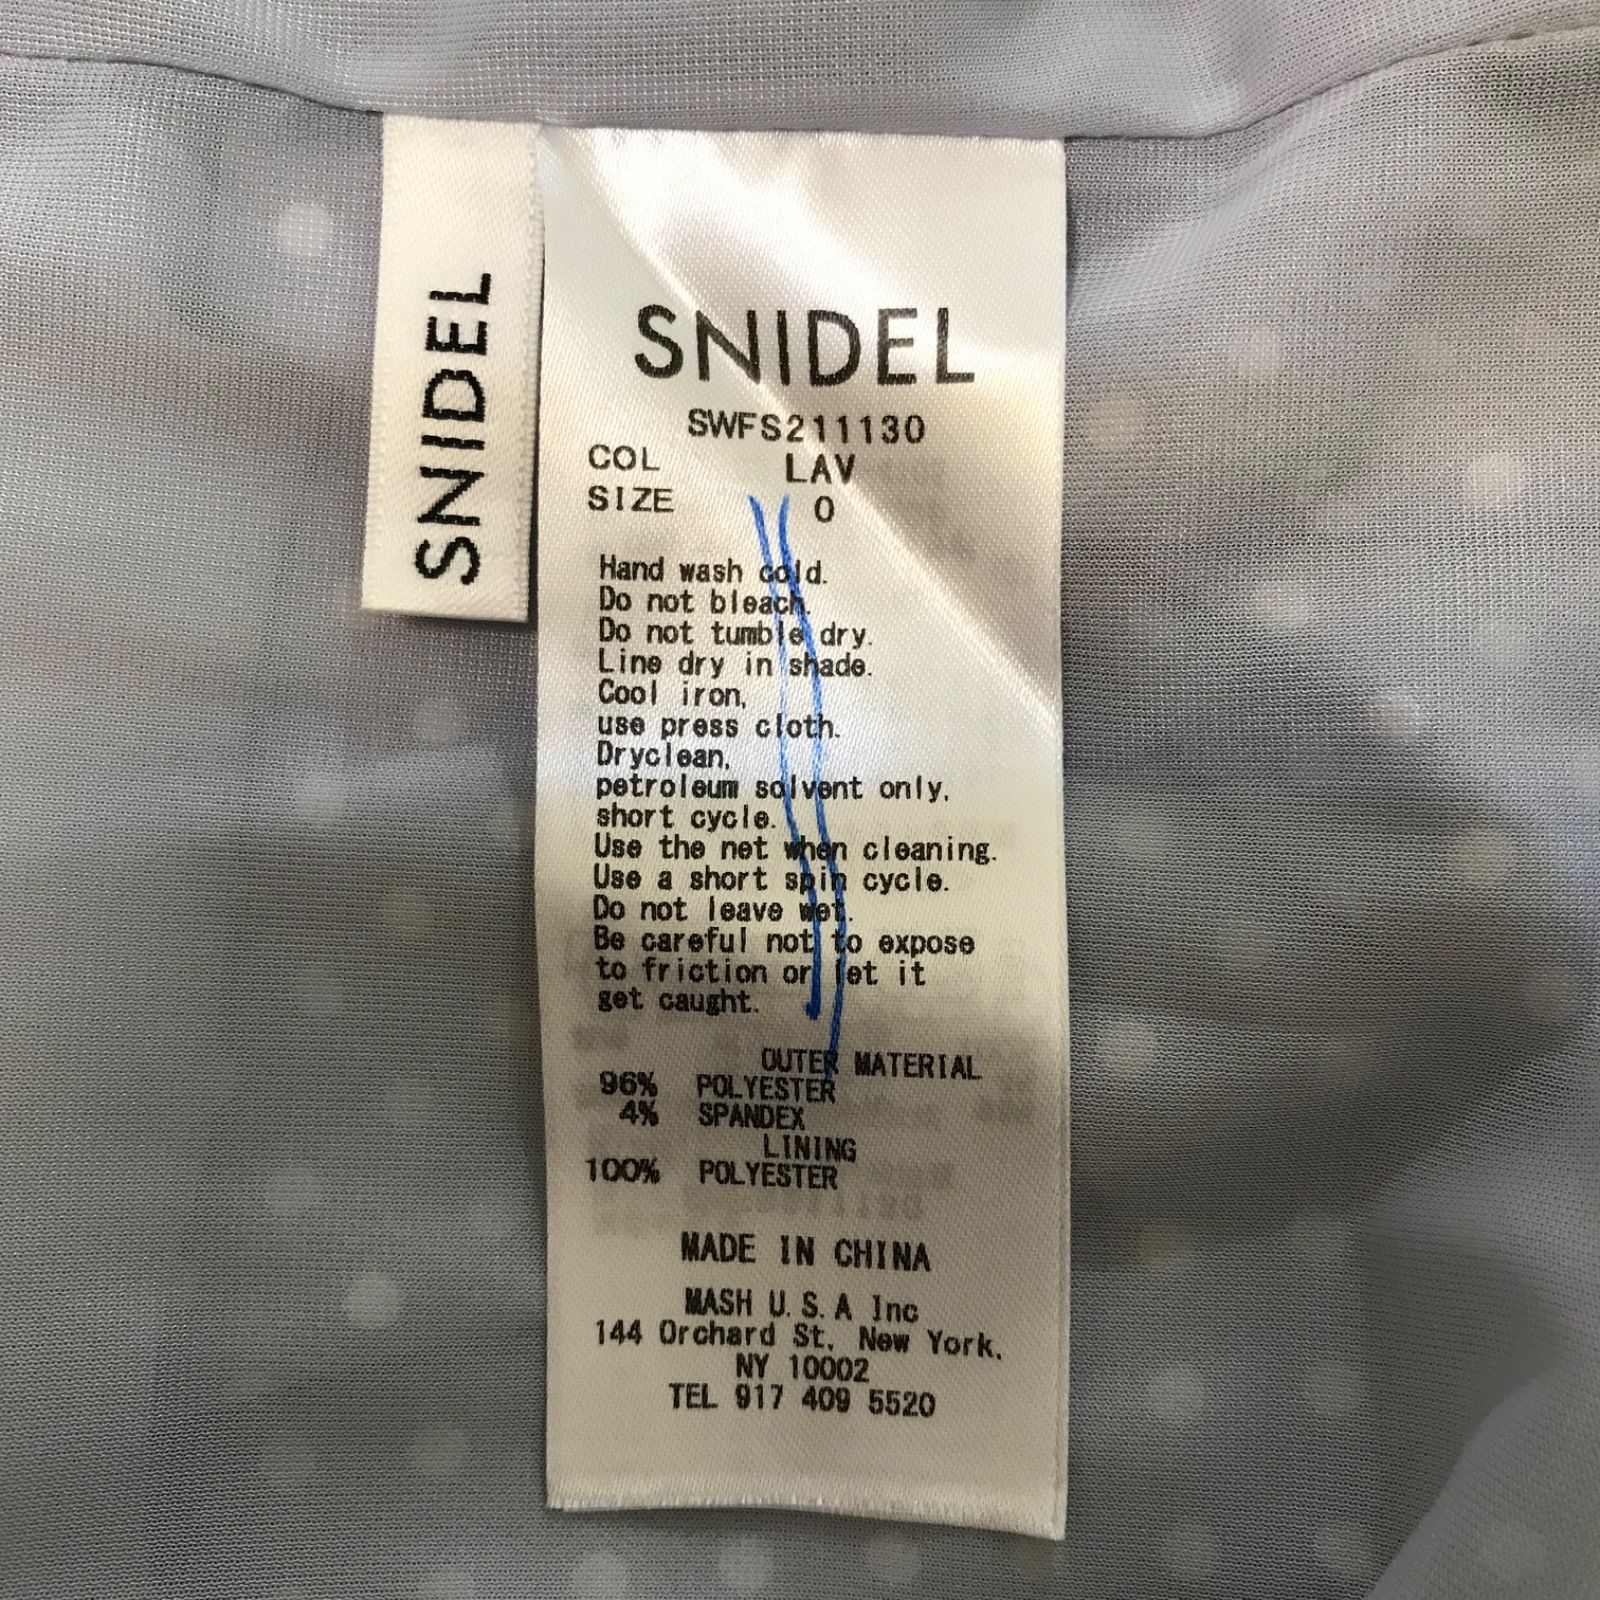 SNIDEL
SNIDEL
SWFS211130
COL LAV
SIZE 0
Hand wash cold.
Do not bleach.
Do not tumble dry.
Line dry in shade.
Cool iron,
use press cloth.
Dryclean,
petroleum solvent only,
short cycle.
Use the net when cleaning.
Use a short spin cycle.
Do not leave wet.
Be careful not to expose
to friction or let it
get caught.
OUTER MATERIAL
96% POLYESTER
4% SPANDEX
LINING
100% POLYESTER
MADE IN CHINA
MASH U.S.A Inc
144 Orchard St, New York,
NY 10002
TEL 917 409 5520